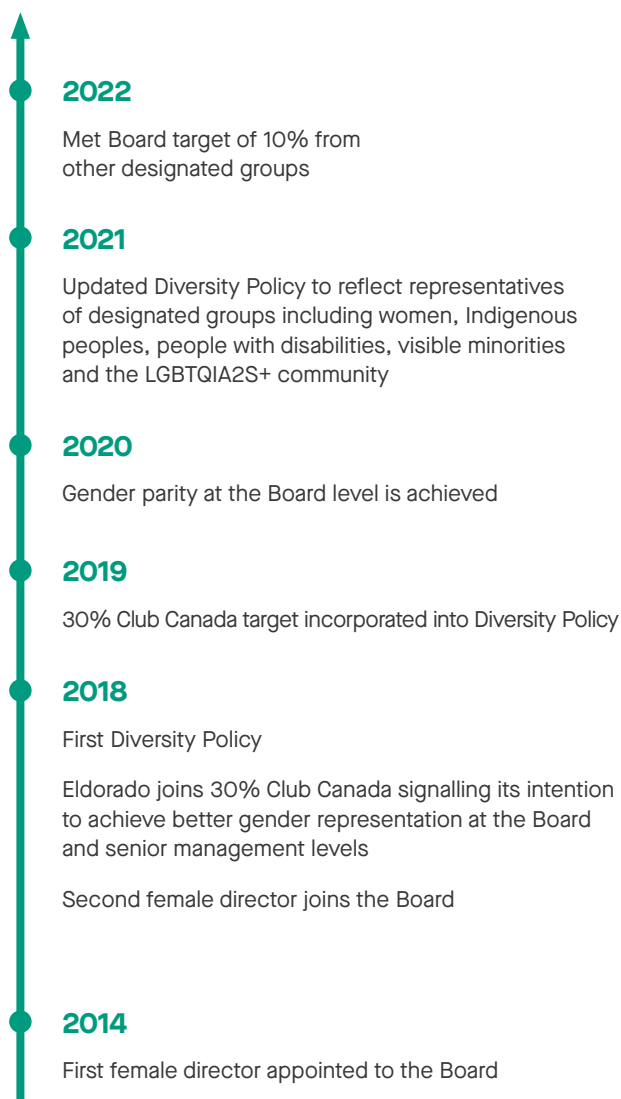 2022
Met Board target of 10% from
other designated groups
2021
Updated Diversity Policy to reflect representatives
of designated groups including women, Indigenous
peoples, people with disabilities, visible minorities
and the LGBTQIA2S+ community
2020
Gender parity at the Board level is achieved
2019
30% Club Canada target incorporated into Diversity Policy
2018
First Diversity Policy
Eldorado joins 30% Club Canada signalling its intention
to achieve better gender representation at the Board
and senior management levels
Second female director joins the Board
2014
First female director appointed to the Board